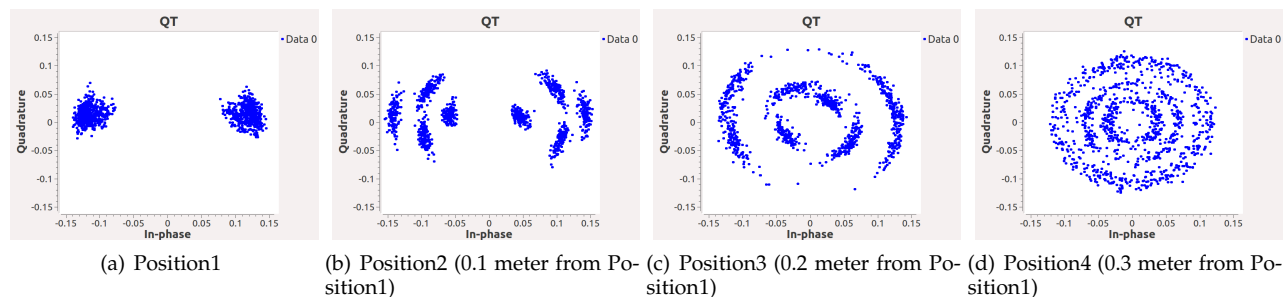 QT
Data 0
Quadrature
0.15
0.1
0.05
0
-0.05
-0.1
-0.15
-0.15 -0.1 -0.05 0 0.05 0.1 0.15
In-phase
(a) Position1
QT
Data 0
Quadrature
0.15
0.1
0.05
0
-0.05
-0.1
-0.15
-0.15 -0.1 -0.05 0 0.05 0.1 0.15
In-phase
(b) Position2 (0.1 meter from Po-
sition1)
QT
Data 0
Quadrature
0.15
0.1
0.05
0
-0.05
-0.1
-0.15
-0.15 -0.1 -0.05 0 0.05 0.1 0.15
In-phase
(c) Position3 (0.2 meter from Po-
sition1)
QT
Data 0
Quadrature
0.15
0.1
0.05
0
-0.05
-0.1
-0.15
-0.15 -0.1 -0.05 0 0.05 0.1 0.15
In-phase
(d) Position4 (0.3 meter from Po-
sition1)